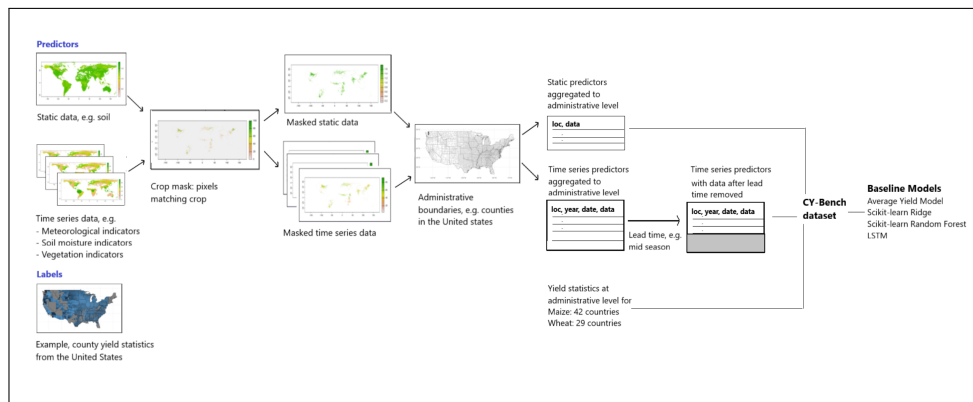 Predictors
Static data, e.g. soil
Time series data, e.g.
- Meteorological indicators
- Soil moisture indicators
- Vegetation indicators
Labels
Example, county yield statistics
from the United States
Crop mask: pixels
matching crop
Masked static data
Masked time series data
Administrative
boundaries, e.g. counties
in the United states
Static predictors
aggregated to
administrative level
loc, data
Time series predictors
aggregated to
administrative level
loc, year, date, data
Lead time, e.g.
mid season
Time series predictors
with data after lead
time removed
loc, year, date, data
Yield statistics at
administrative level for
Maize: 42 countries
Wheat: 29 countries
CY-Bench
dataset
Baseline Models
Average Yield Model
Scikit-learn Ridge
Scikit-learn Random Forest
LSTM